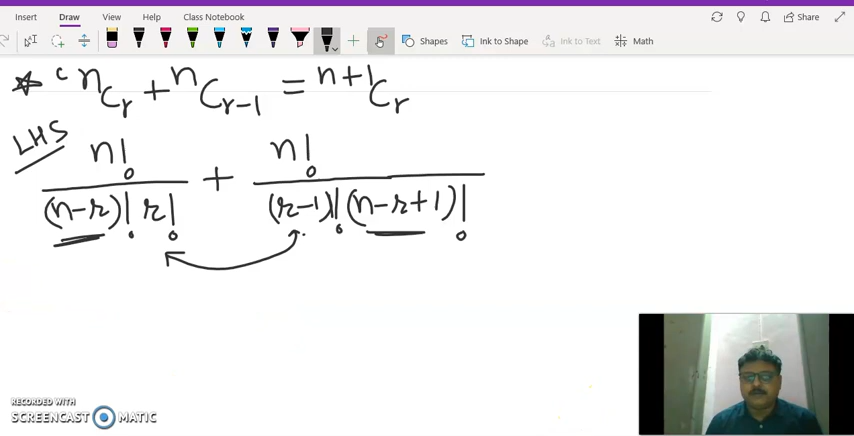 Insert Draw View Help Class Notebook Share
Shapes Ink to Shape Ink to Text Math
ⁿCᵣ + ⁿCᵣ₋₁ = ⁿ⁺¹Cᵣ
LHS
n! / (n-r)! r! + n! / (r-1)! (n-r+1)!
RECORDED WITH
SCREENCAST MATIC